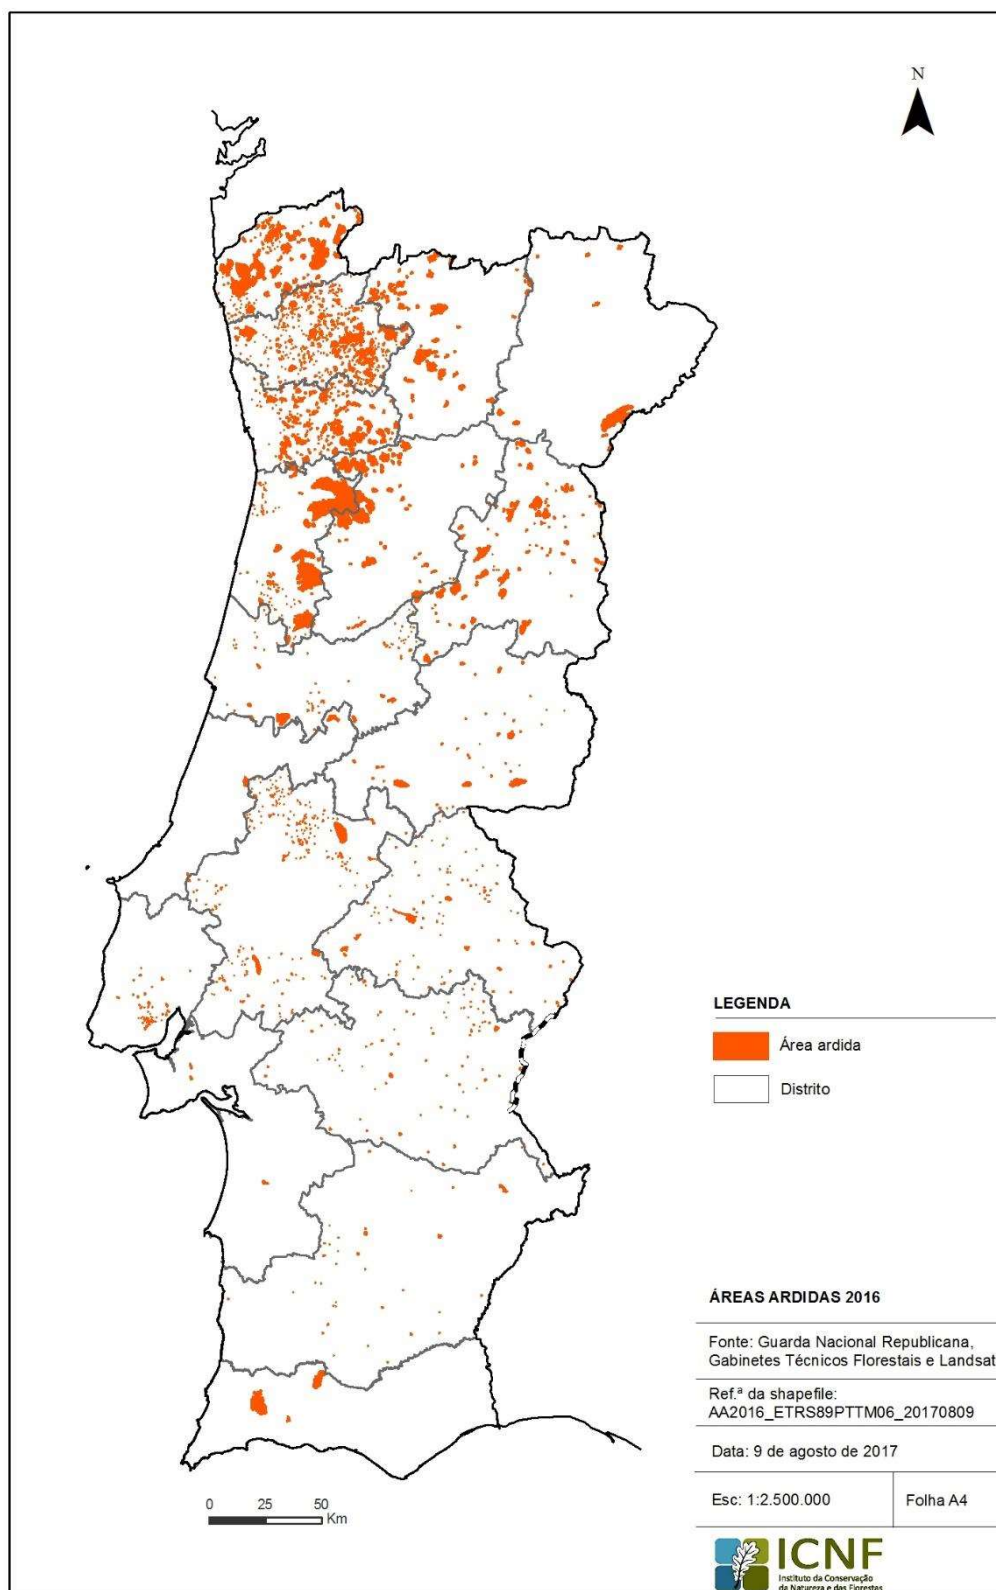 N
LEGENDA
Área ardida
Distrito
ÁREAS ARDIDAS 2016
Fonte: Guarda Nacional Republicana,
Gabinetes Técnicos Florestais e Landsat
Ref.ª da shapefile:
AA2016_ETRS89PTTM06_20170809
Data: 9 de agosto de 2017
Esc: 1:2.500.000
Folha A4
0 25 50
Km
ICNF
Instituto da Conservação
da Natureza e das Florestas